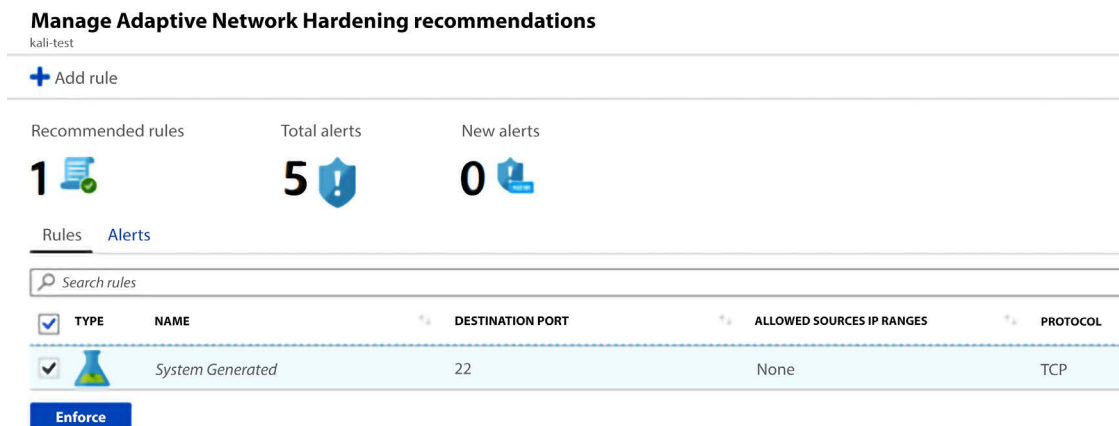 Manage Adaptive Network Hardening recommendations
kali-test
Add rule
Recommended rules Total alerts New alerts
1 5 0
Rules Alerts
Search rules
TYPE NAME DESTINATION PORT ALLOWED SOURCES IP RANGES PROTOCOL
System Generated 22 None TCP
Enforce